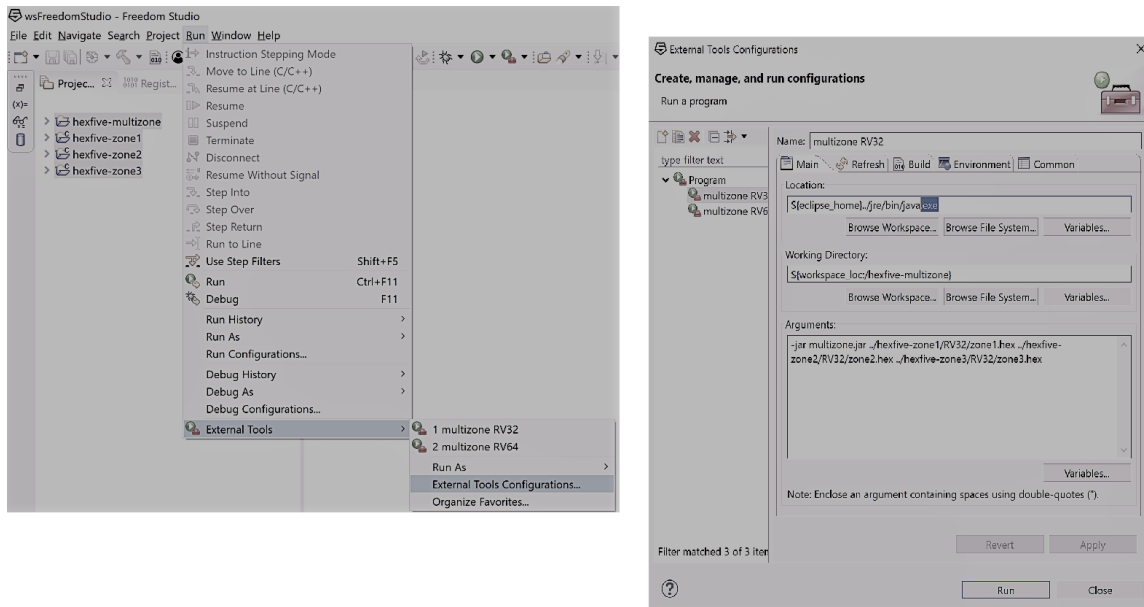 wsFreedomStudio - Freedom Studio
File Edit Navigate Search Project Run Window Help
Projec... Regist...
hexfive-multizone
hexfive-zone1
hexfive-zone2
hexfive-zone3
Instruction Stepping Mode
Move to Line (C/C++)
Resume at Line (C/C++)
Resume
Suspend
Terminate
Disconnect
Resume Without Signal
Step Into
Step Over
Step Return
Run to Line
Use Step Filters Shift+F5
Run Ctrl+F11
Debug F11
Run History
Run As
Run Configurations...
Debug History
Debug As
Debug Configurations...
External Tools
1 multizone RV32
2 multizone RV64
Run As
External Tools Configurations...
Organize Favorites...
External Tools Configurations
Create, manage, and run configurations
Run a program
type filter text
Program
multizone RV3
multizone RV6
Filter matched 3 of 3 iter
Name: multizone RV32
Main Refresh Build Environment Common
Location:
${eclipse_home}../jre/bin/java.exe
Browse Workspace... Browse File System... Variables...
Working Directory:
${workspace_loc:/hexfive-multizone}
Browse Workspace... Browse File System... Variables...
Arguments:
-jar multizone.jar ../hexfive-zone1/RV32/zone1.hex ../hexfive-
zone2/RV32/zone2.hex ../hexfive-zone3/RV32/zone3.hex
Variables...
Note: Enclose an argument containing spaces using double-quotes (").
Revert Apply
Run Close